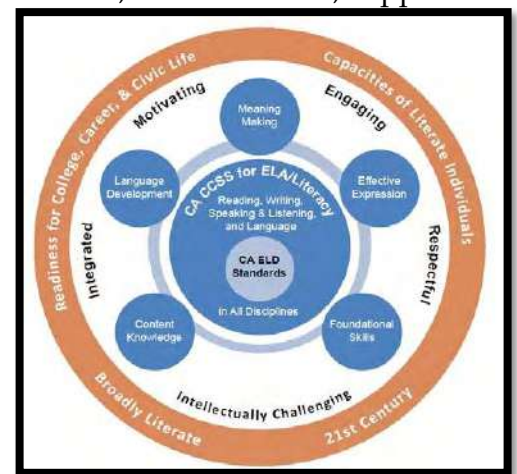 Readiness for College, Career, & Civic Life
Capacities of Literate Individuals
Motivating
Engaging
Meaning
Making
Language
Development
Effective
Expression
CA CCSS for ELA/Literacy
Reading, Writing,
Speaking & Listening,
and Language
CA ELD
Standards
in All Disciplines
Integrated
Respectful
Content
Knowledge
Foundational
Skills
Intellectually Challenging
Broadly Literate
21st Century